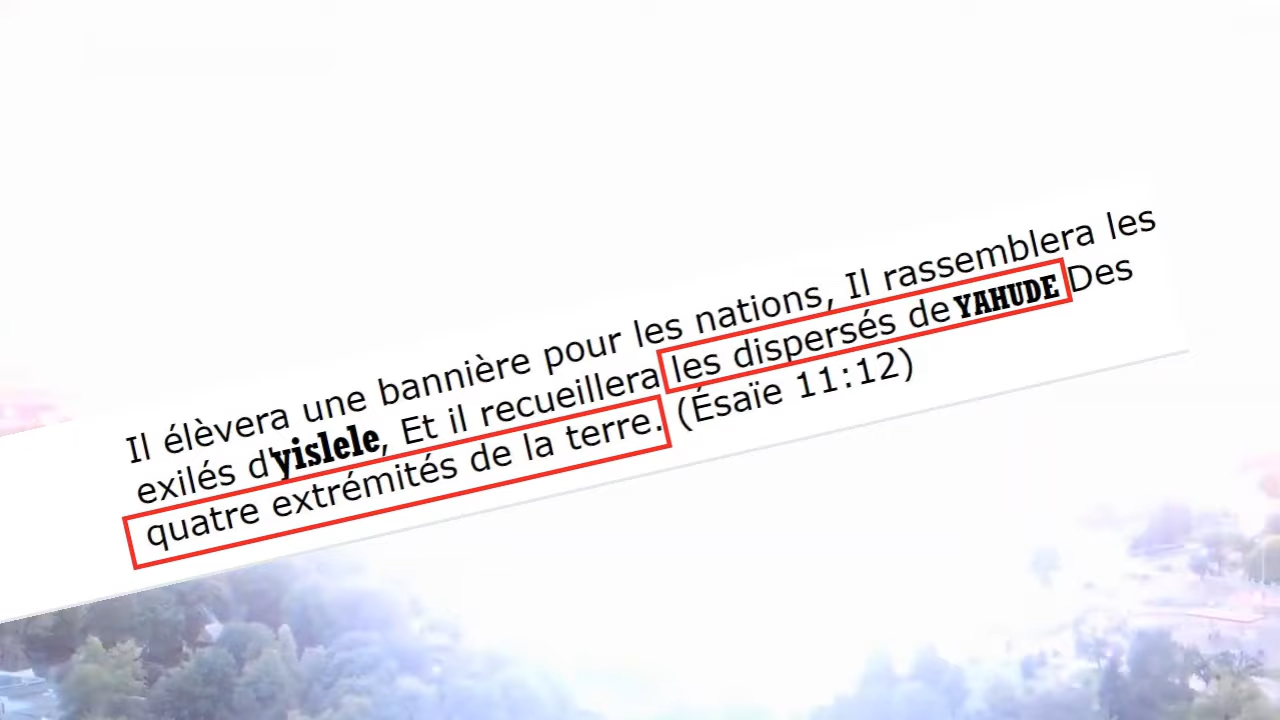 Il élèvera une bannière pour les nations, Il rassemblera les
exilés d'yislele, Et il recueillera les dispersés de YAHUDE Des
quatre extrémités de la terre. (Ésaïe 11:12)